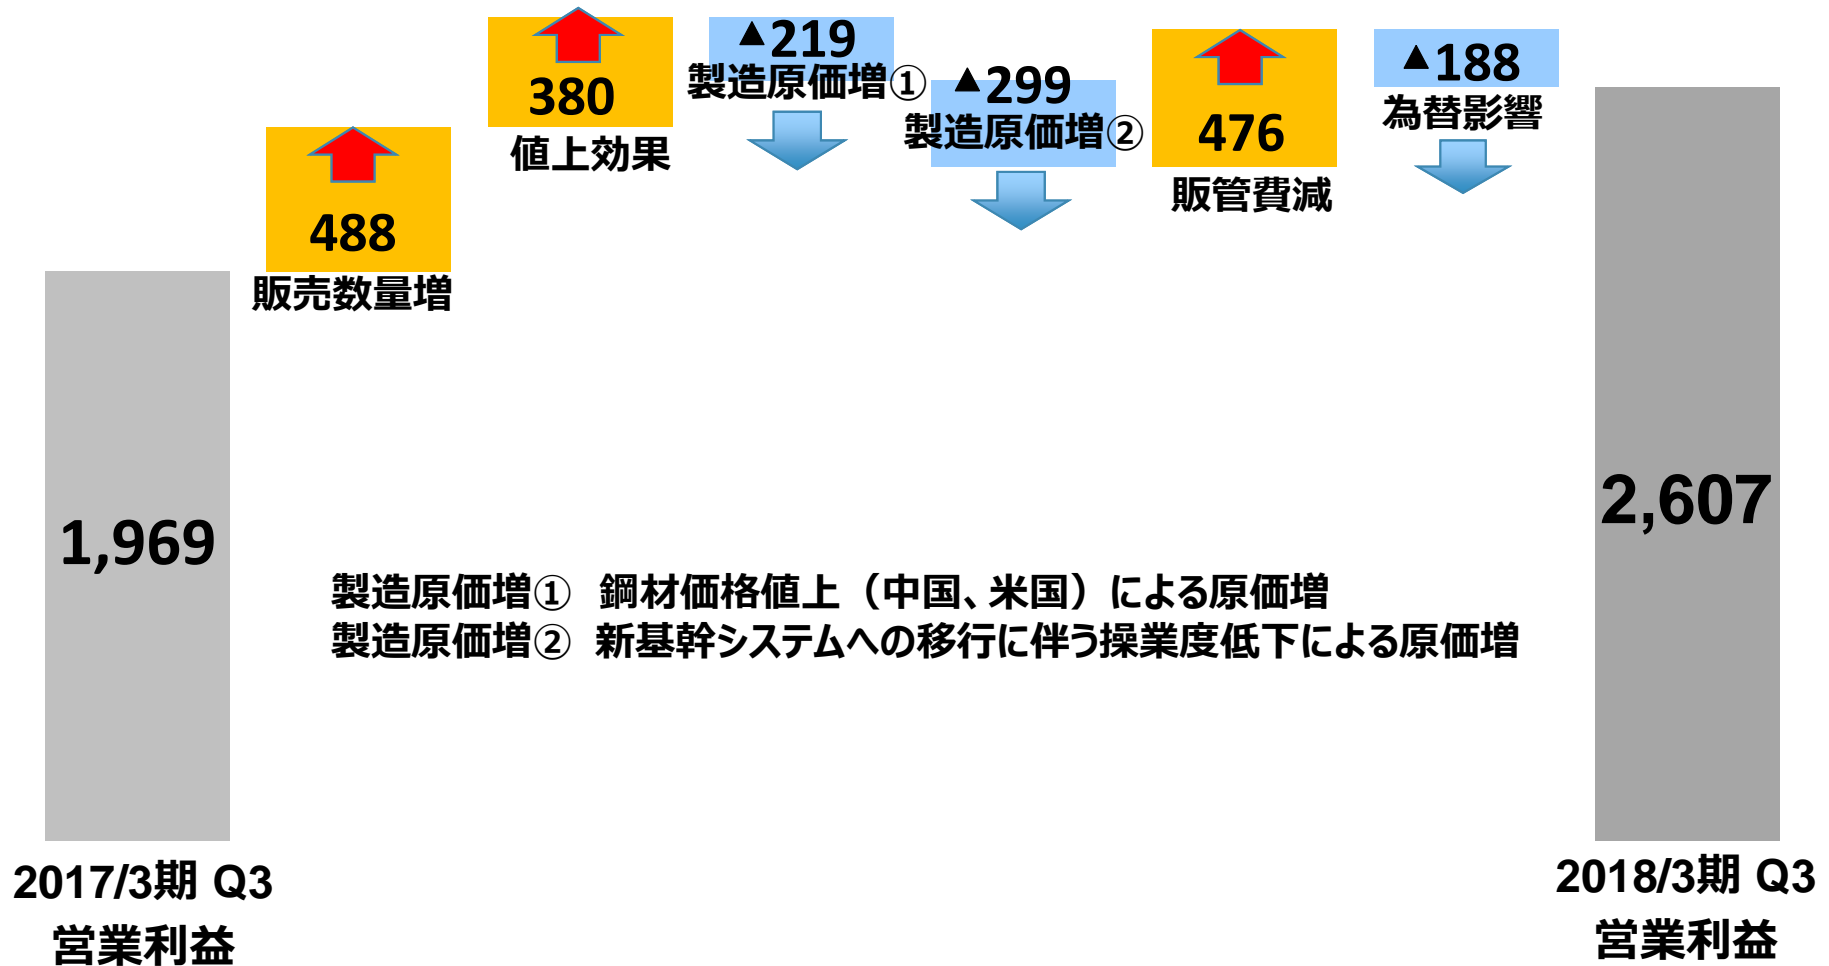 1,969
2017/3期 Q3
営業利益
488
販売数量増
380
値上効果
▲219
製造原価増①
▲299
製造原価増②
476
販管費減
▲188
為替影響
2,607
2018/3期 Q3
営業利益
製造原価増① 鋼材価格値上（中国、米国）による原価増
製造原価増② 新基幹システムへの移行に伴う操業度低下による原価増